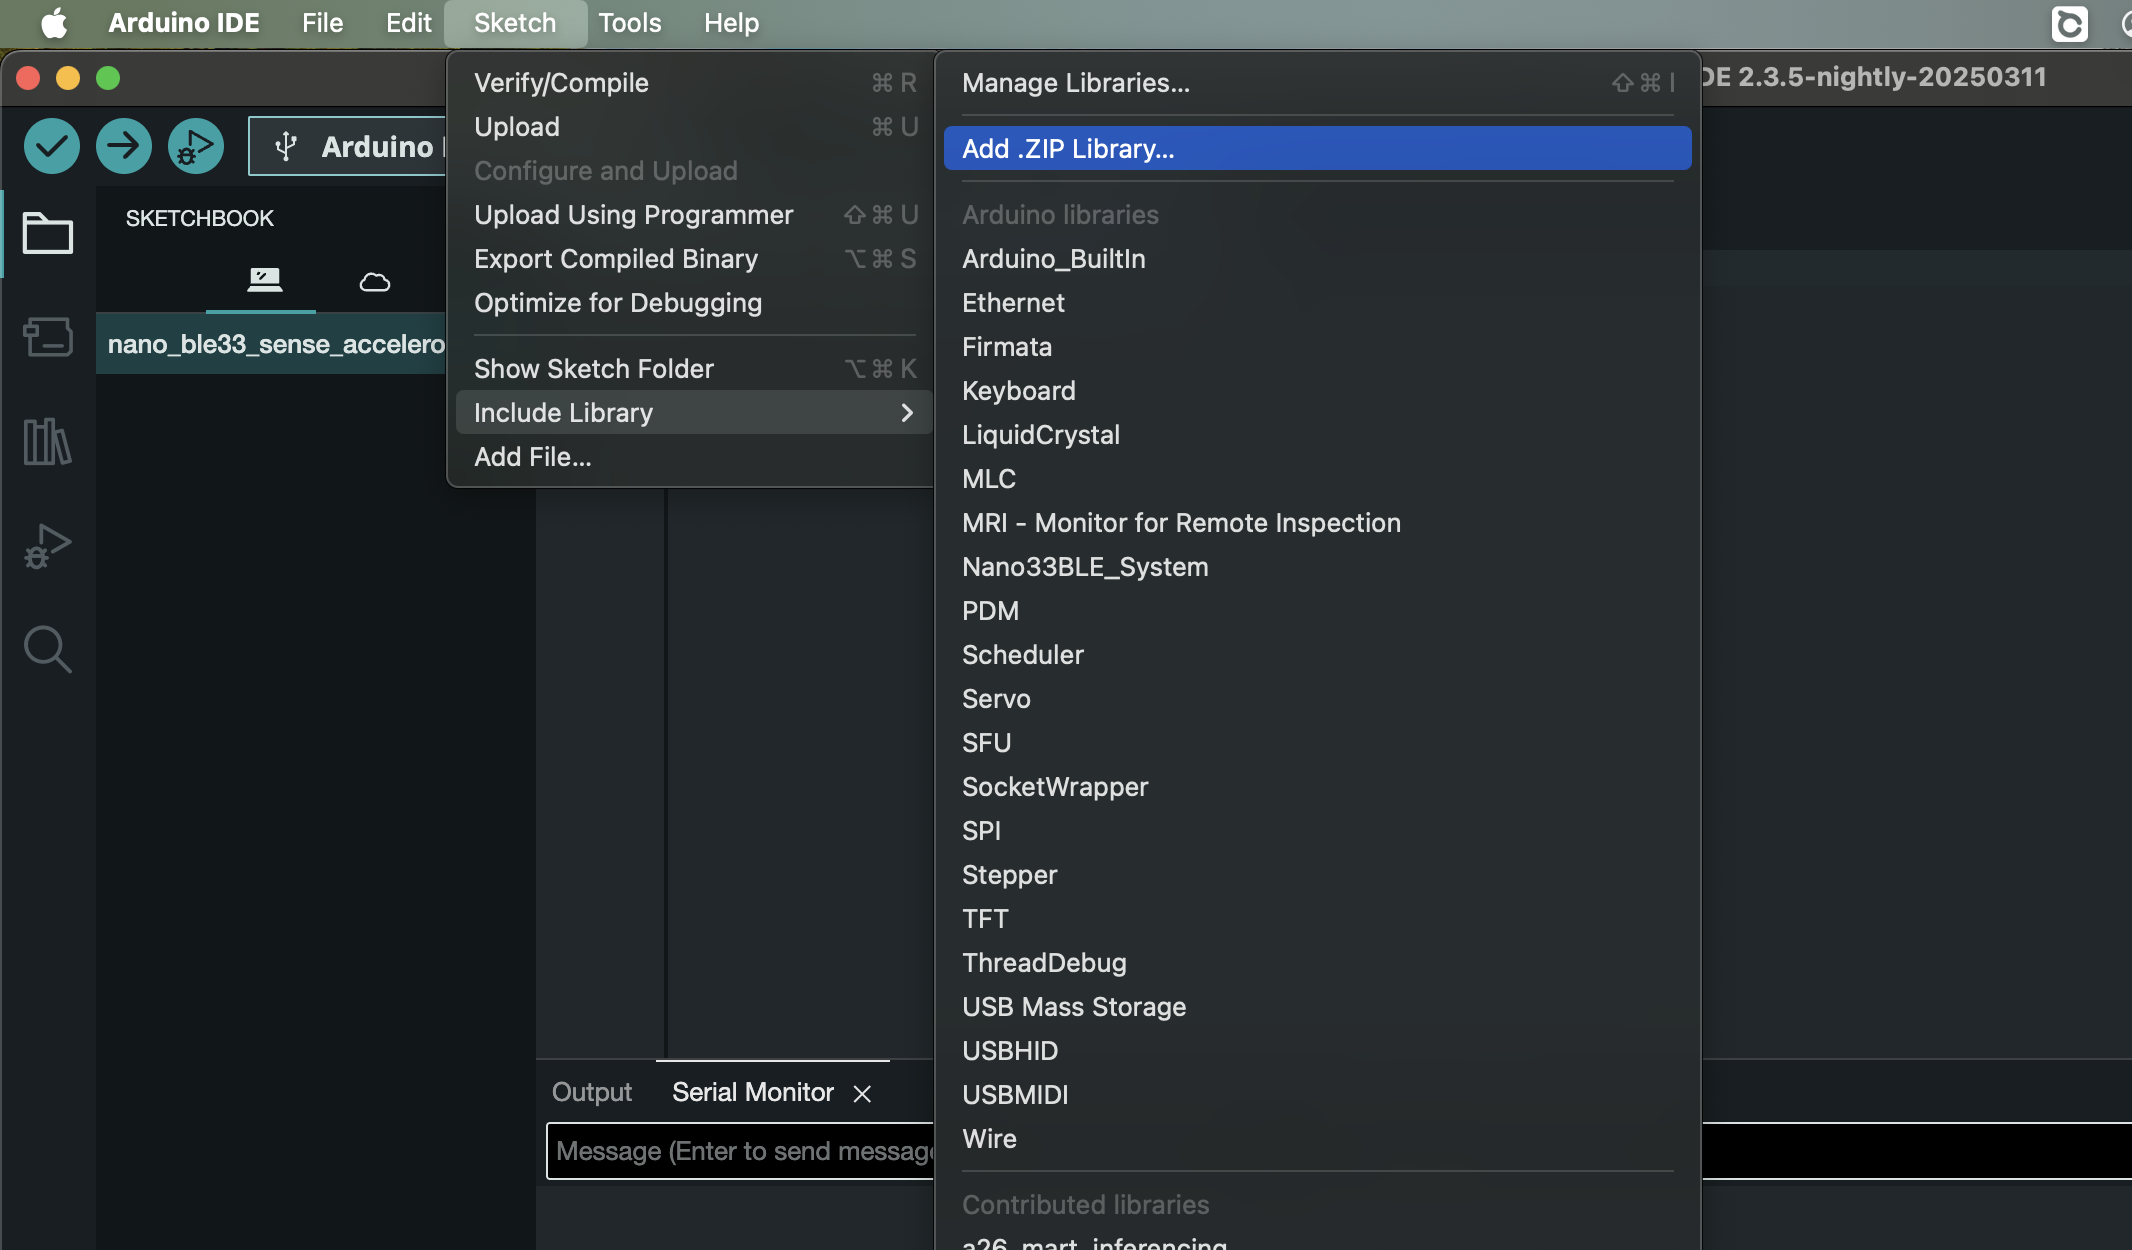 Arduino IDE File Edit Sketch Tools Help
DE 2.3.5-nightly-20250311
Arduino
SKETCHBOOK
nano_ble33_sense_accelero
Verify/Compile ⌘ R
Upload ⌘ U
Configure and Upload
Upload Using Programmer ⇧ ⌘ U
Export Compiled Binary ⌥ ⌘ S
Optimize for Debugging
Show Sketch Folder ⌥ ⌘ K
Include Library
Add File...
Manage Libraries... ⇧ ⌘ I
Add .ZIP Library...
Arduino libraries
Arduino_BuiltIn
Ethernet
Firmata
Keyboard
LiquidCrystal
MLC
MRI - Monitor for Remote Inspection
Nano33BLE_System
PDM
Scheduler
Servo
SFU
SocketWrapper
SPI
Stepper
TFT
ThreadDebug
USB Mass Storage
USBHID
USBMIDI
Wire
Contributed libraries
a26_mart_inferencing
Output Serial Monitor
Message (Enter to send message